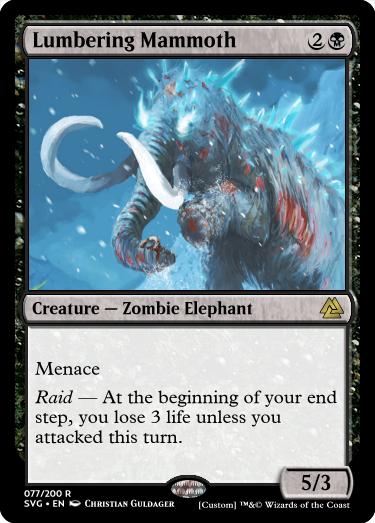 Lumbering Mammoth 2
Creature — Zombie Elephant
Menace
Raid — At the beginning of your end
step, you lose 3 life unless you
attacked this turn.
5/3
077/200 R
SVG • EN Christian Guldager [Custom] ™&© Wizards of the Coast